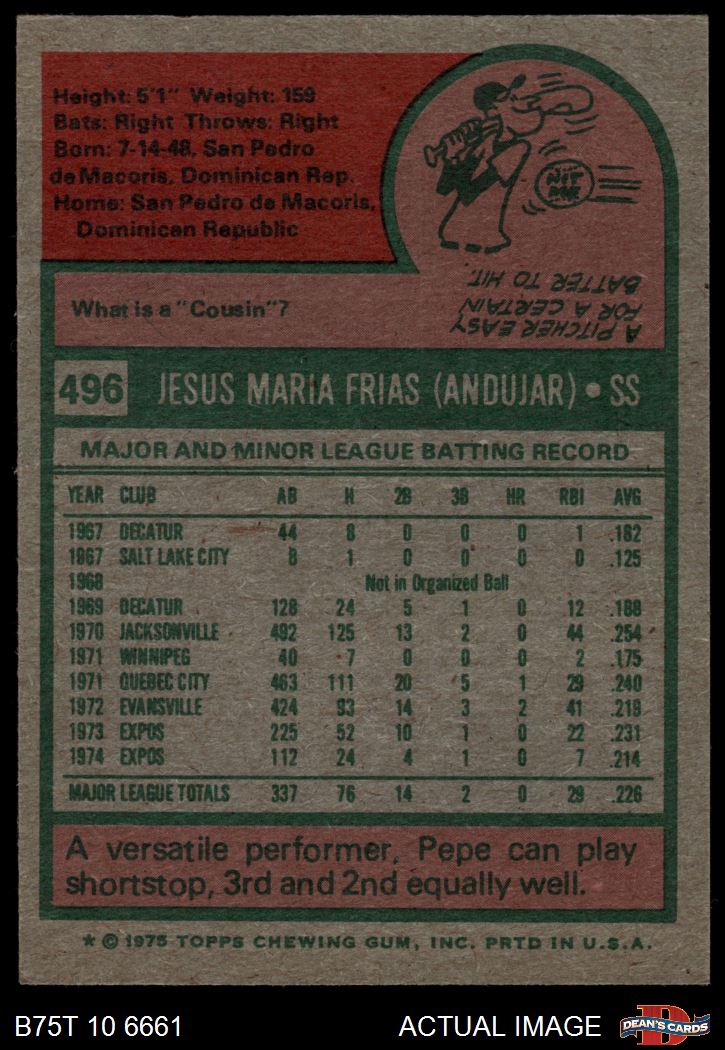 Height: 5'1" Weight: 159
Bats: Right Throws: Right
Born: 7-14-48, San Pedro
de Macoris, Dominican Rep.
Home: San Pedro de Macoris,
Dominican Republic
HIT ME
What is a "Cousin"?
A PITCHER EASY
FOR A CERTAIN
BATTER TO HIT.
496 JESUS MARIA FRIAS (ANDUJAR) • SS
MAJOR AND MINOR LEAGUE BATTING RECORD
YEAR CLUB AB H 2B 3B HR RBI AVG
1967 DECATUR 44 8 0 0 0 1 .182
1967 SALT LAKE CITY 8 1 0 0 0 0 .125
1968 Not in Organized Ball
1969 DECATUR 128 24 5 1 0 12 .188
1970 JACKSONVILLE 492 125 13 2 0 44 .254
1971 WINNIPEG 40 7 0 0 0 2 .175
1971 QUEBEC CITY 463 111 20 5 1 29 .240
1972 EVANSVILLE 424 93 14 3 2 41 .219
1973 EXPOS 225 52 10 1 0 22 .231
1974 EXPOS 112 24 4 1 0 7 .214
MAJOR LEAGUE TOTALS 337 76 14 2 0 29 .226
A versatile performer, Pepe can play
shortstop, 3rd and 2nd equally well.
* © 1975 TOPPS CHEWING GUM, INC. PRTD IN U.S.A.
B75T 10 6661 ACTUAL IMAGE DEAN'S CARDS